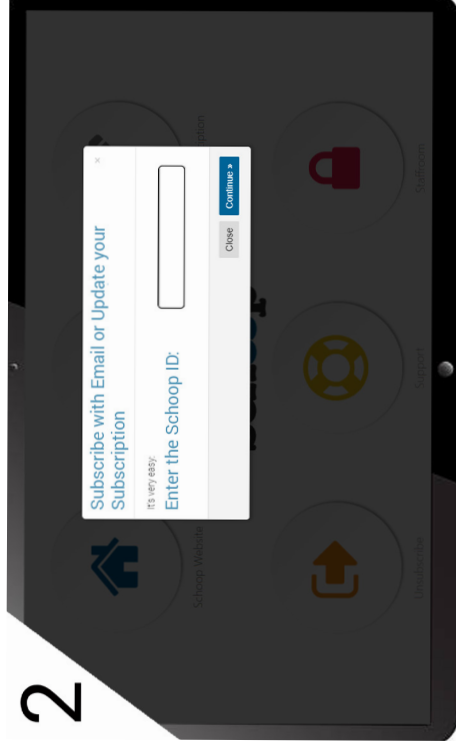 2
Subscribe with Email or Update your
Subscription
×
It's very easy:
Enter the Schoop ID:
Close
Continue »
Schoop Website
Unsubscribe
Support
Staffroom